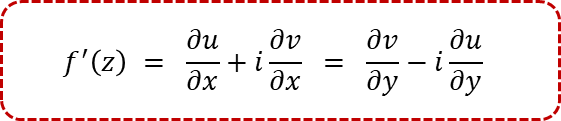 f′(z) = ∂u/∂x + i ∂v/∂x = ∂v/∂y − i ∂u/∂y